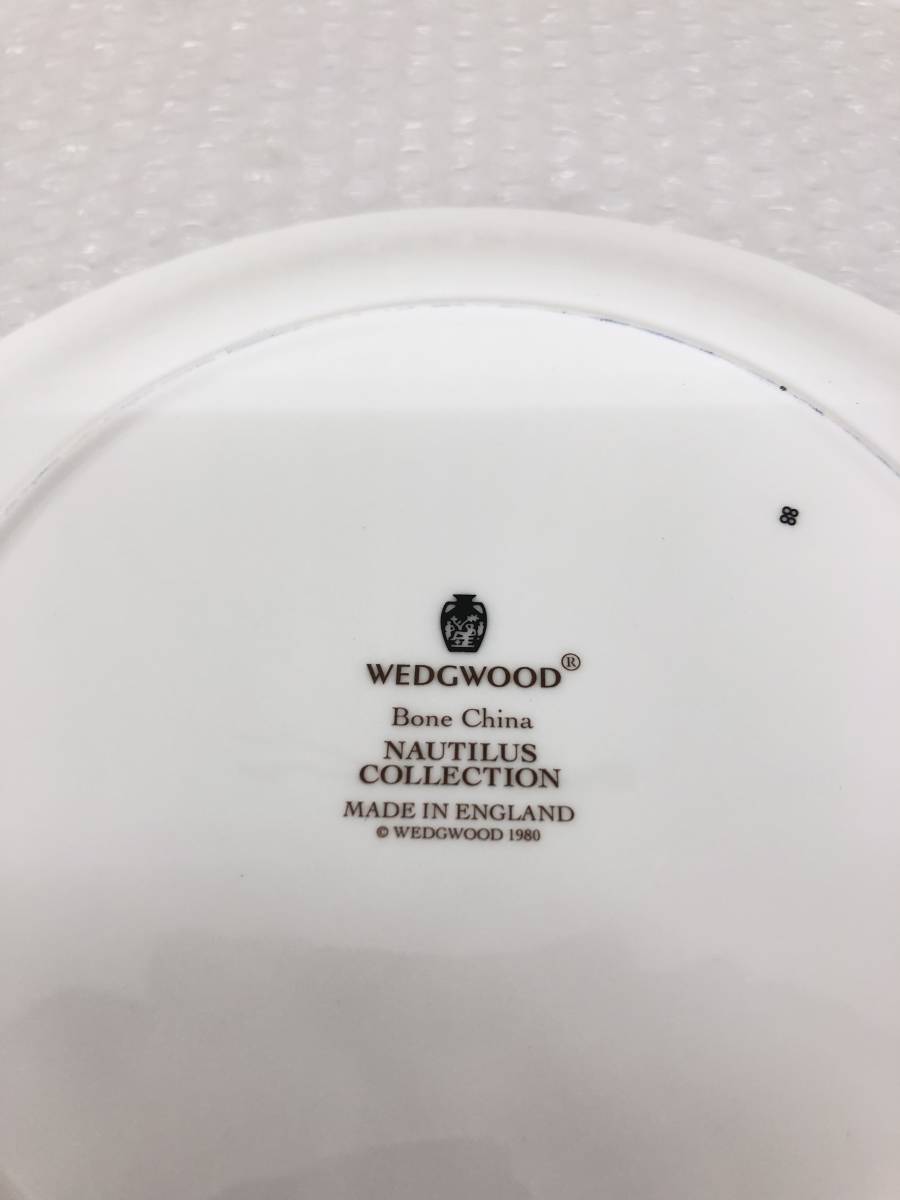 WEDGWOOD®
Bone China
NAUTILUS
COLLECTION
MADE IN ENGLAND
© WEDGWOOD 1980